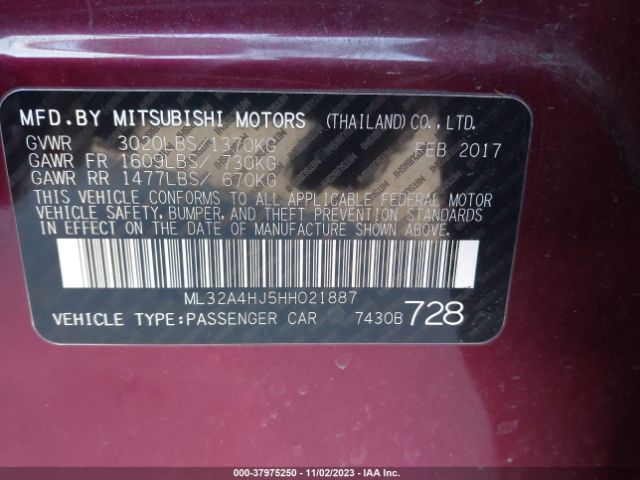 MFD.BY MITSUBISHI MOTORS (THAILAND)CO.,LTD.
GVWR 3020LBS/1370KG FEB 2017
GAWR FR 1609LBS/ 730KG
GAWR RR 1477LBS/ 670KG
THIS VEHICLE CONFORMS TO ALL APPLICABLE FEDERAL MOTOR
VEHICLE SAFETY, BUMPER, AND THEFT PREVENTION STANDARDS
IN EFFECT ON THE DATE OF MANUFACTURE SHOWN ABOVE.
ML32A4HJ5HH021887
VEHICLE TYPE:PASSENGER CAR 7430B 728
000-37975250 - 11/02/2023 - IAA Inc.